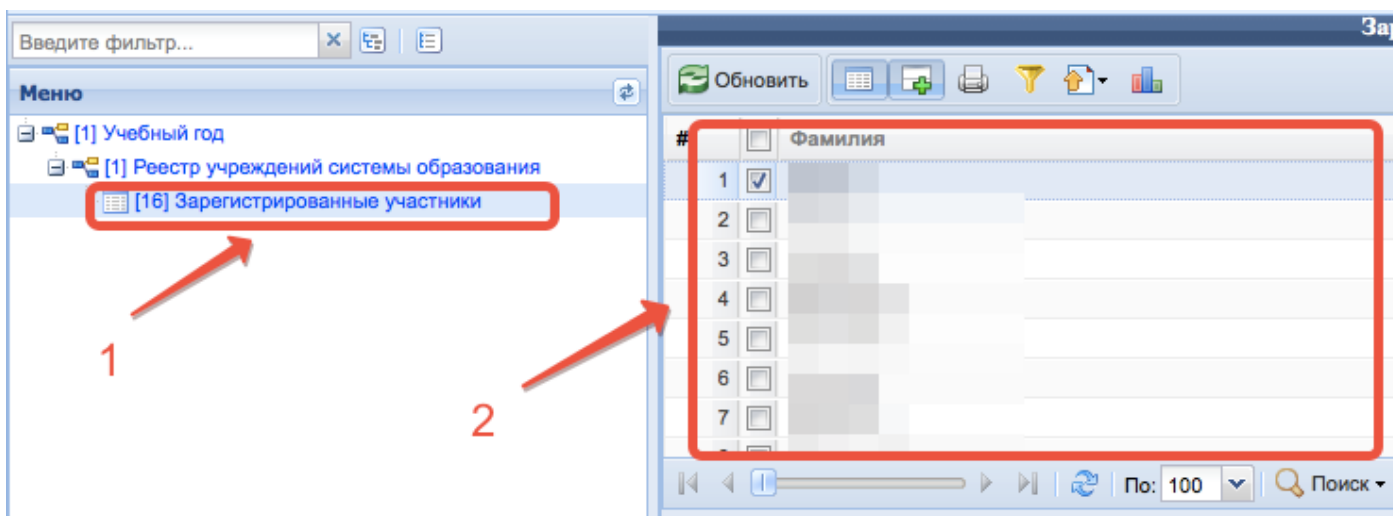 Введите фильтр...
Меню
[1] Учебный год
[1] Реестр учреждений системы образования
[16] Зарегистрированные участники
1
2
Зар
Обновить
# Фамилия
1
2
3
4
5
6
7
По: 100 Поиск